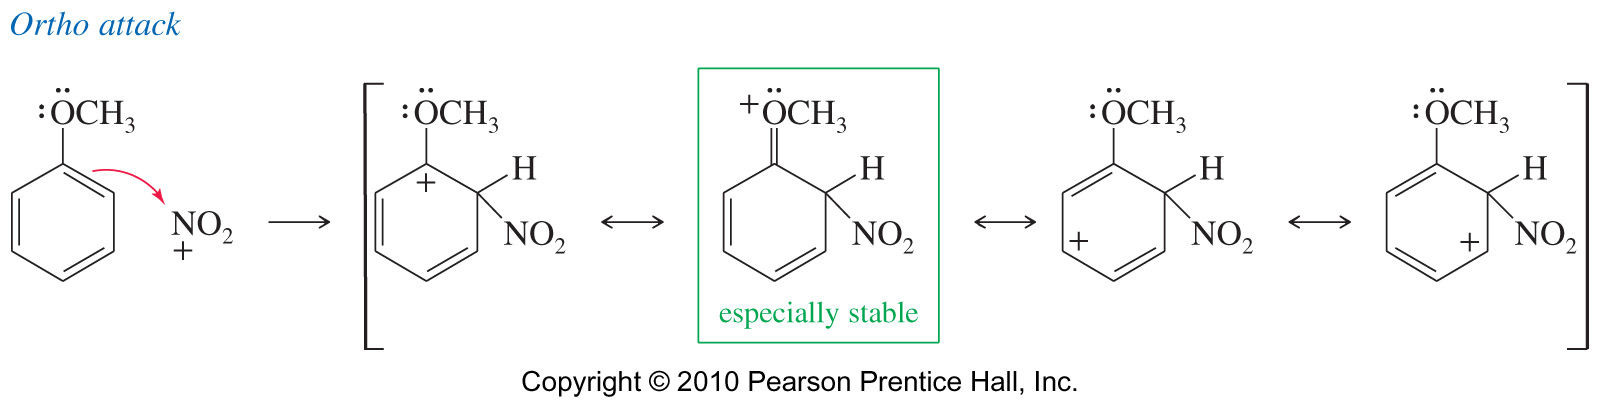 Ortho attack
:ÖCH₃ :ÖCH₃ +ÖCH₃ :ÖCH₃ :ÖCH₃
H H H H
+
NO₂ NO₂ NO₂ NO₂ NO₂
+ + +
especially stable
Copyright © 2010 Pearson Prentice Hall, Inc.